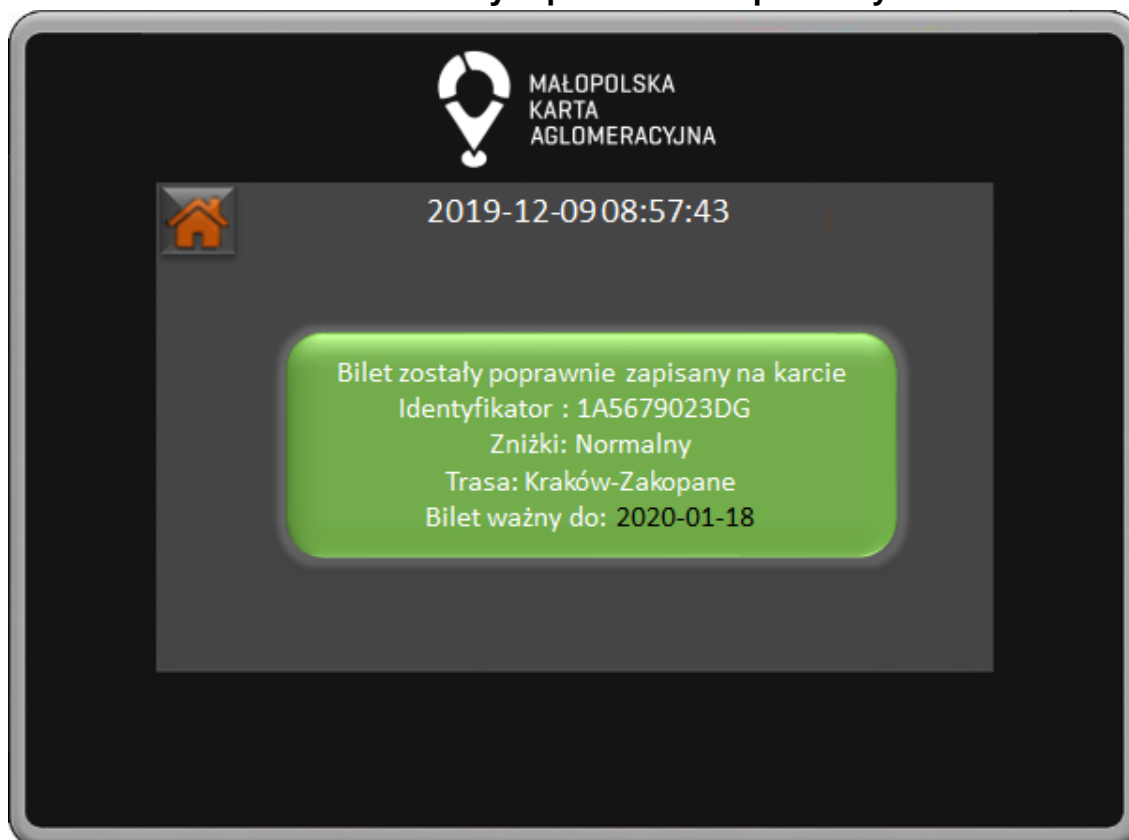 MAŁOPOLSKA
KARTA
AGLOMERACYJNA
2019-12-09 08:57:43
Bilet zostały poprawnie zapisany na karcie
Identyfikator : 1A5679023DG
Zniżki: Normalny
Trasa: Kraków-Zakopane
Bilet ważny do: 2020-01-18